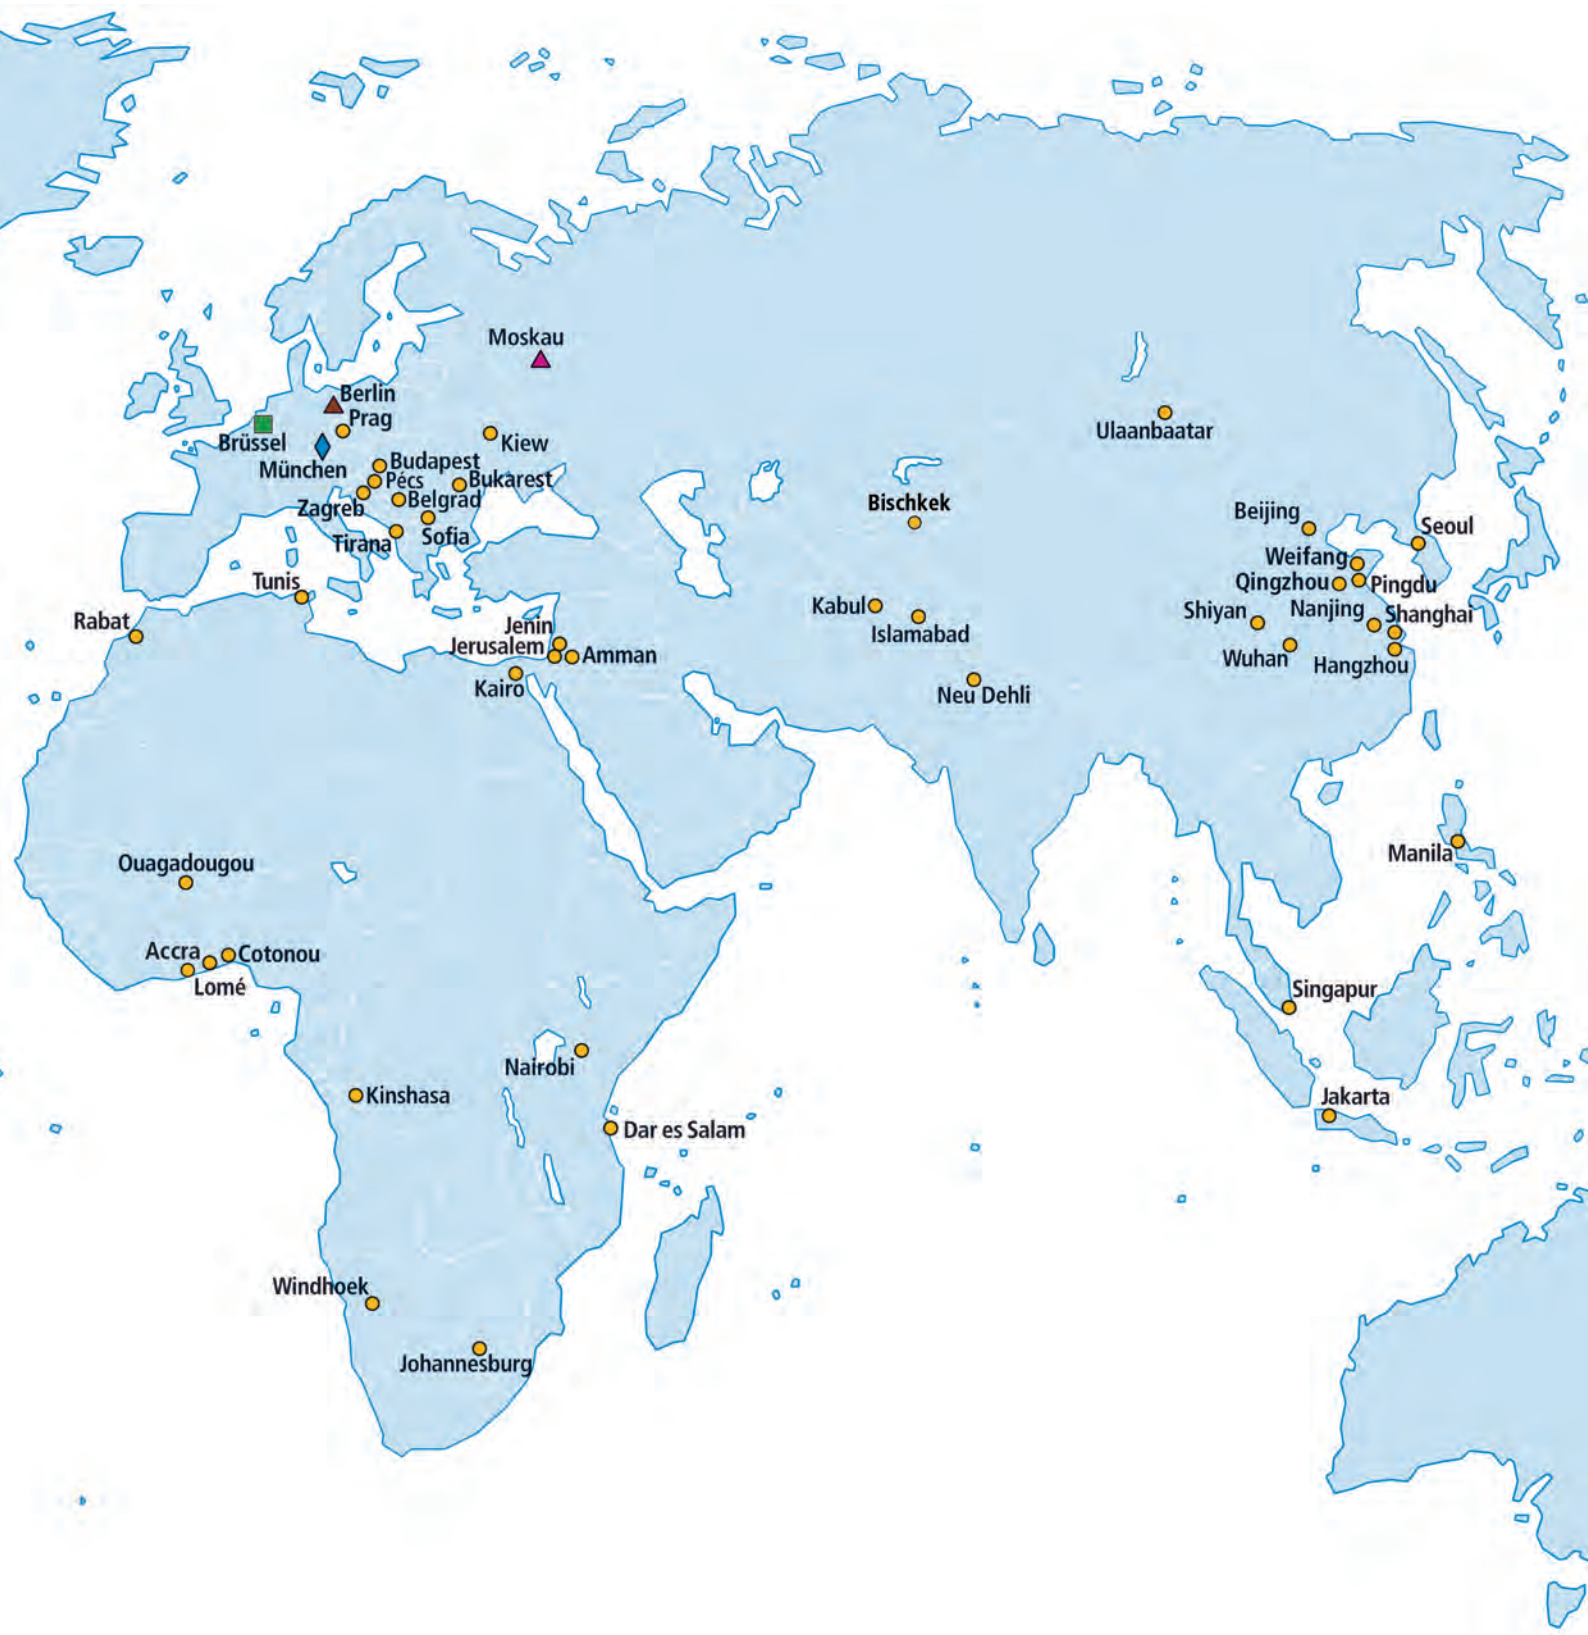 Moskau
Berlin
Prag
Brüssel
Kiew
München
Budapest
Pécs
Bukarest
Zagreb
Belgrad
Sofia
Tirana
Ulaanbaatar
Bischkek
Beijing
Seoul
Weifang
Qingzhou
Pingdu
Tunis
Rabat
Kabul
Islamabad
Shiyan
Nanjing
Shanghai
Jenin
Jerusalem
Amman
Wuhan
Hangzhou
Kairo
Neu Dehli
Manila
Ouagadougou
Accra
Cotonou
Lomé
Singapur
Nairobi
Kinshasa
Jakarta
Dar es Salam
Windhoek
Johannesburg